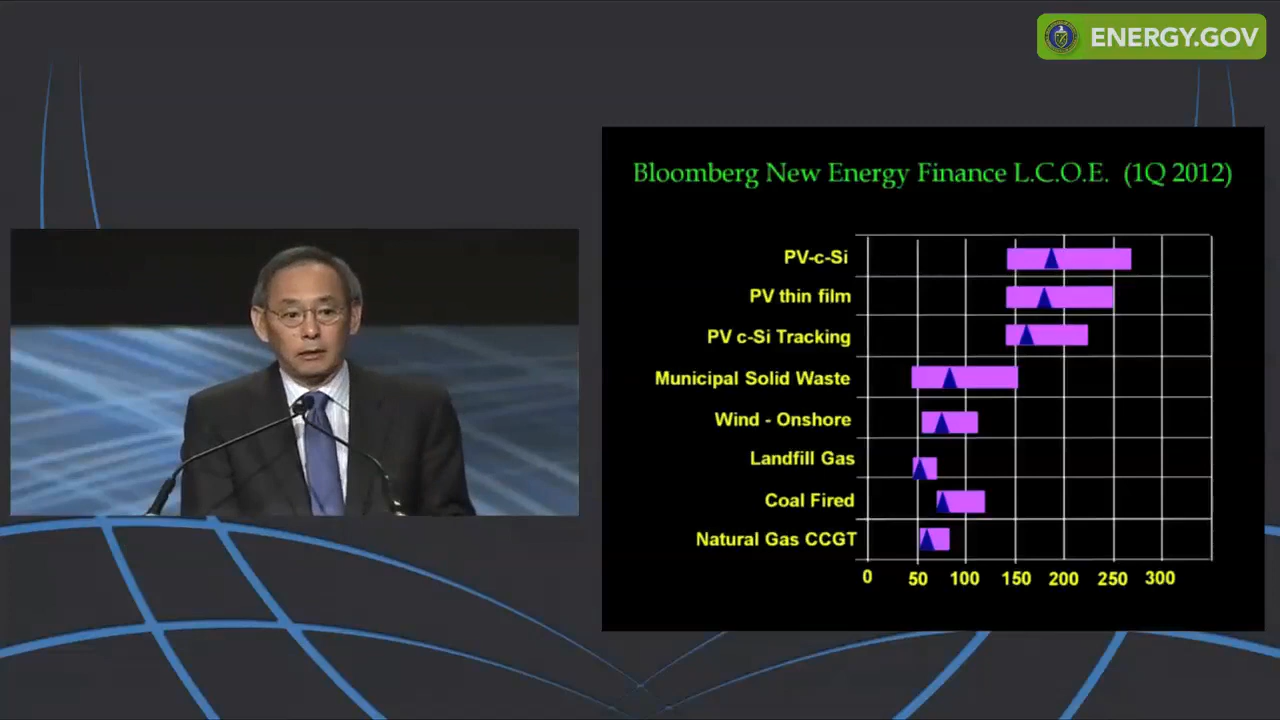 ENERGY.GOV
Bloomberg New Energy Finance L.C.O.E. (1Q 2012)
PV-c-Si
PV thin film
PV c-Si Tracking
Municipal Solid Waste
Wind - Onshore
Landfill Gas
Coal Fired
Natural Gas CCGT
0 50 100 150 200 250 300